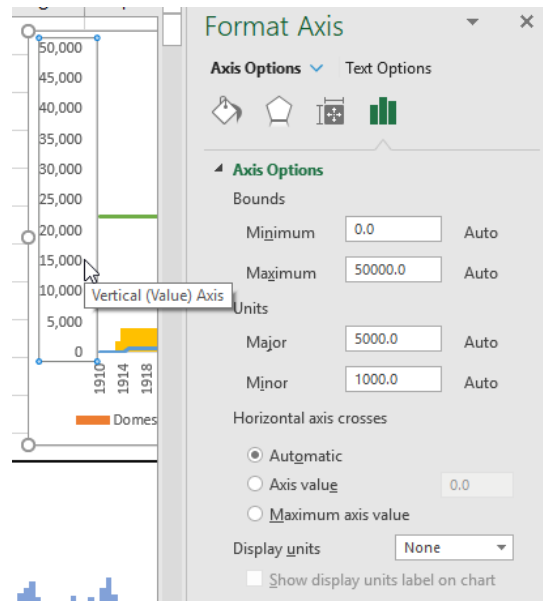 50,000
45,000
40,000
35,000
30,000
25,000
20,000
15,000
10,000
5,000
0
Vertical (Value) Axis
1910
1914
1918
Domes
Format Axis
Axis Options
Text Options
Axis Options
Bounds
Minimum 0.0 Auto
Maximum 50000.0 Auto
Units
Major 5000.0 Auto
Minor 1000.0 Auto
Horizontal axis crosses
Automatic
Axis value 0.0
Maximum axis value
Display units None
Show display units label on chart